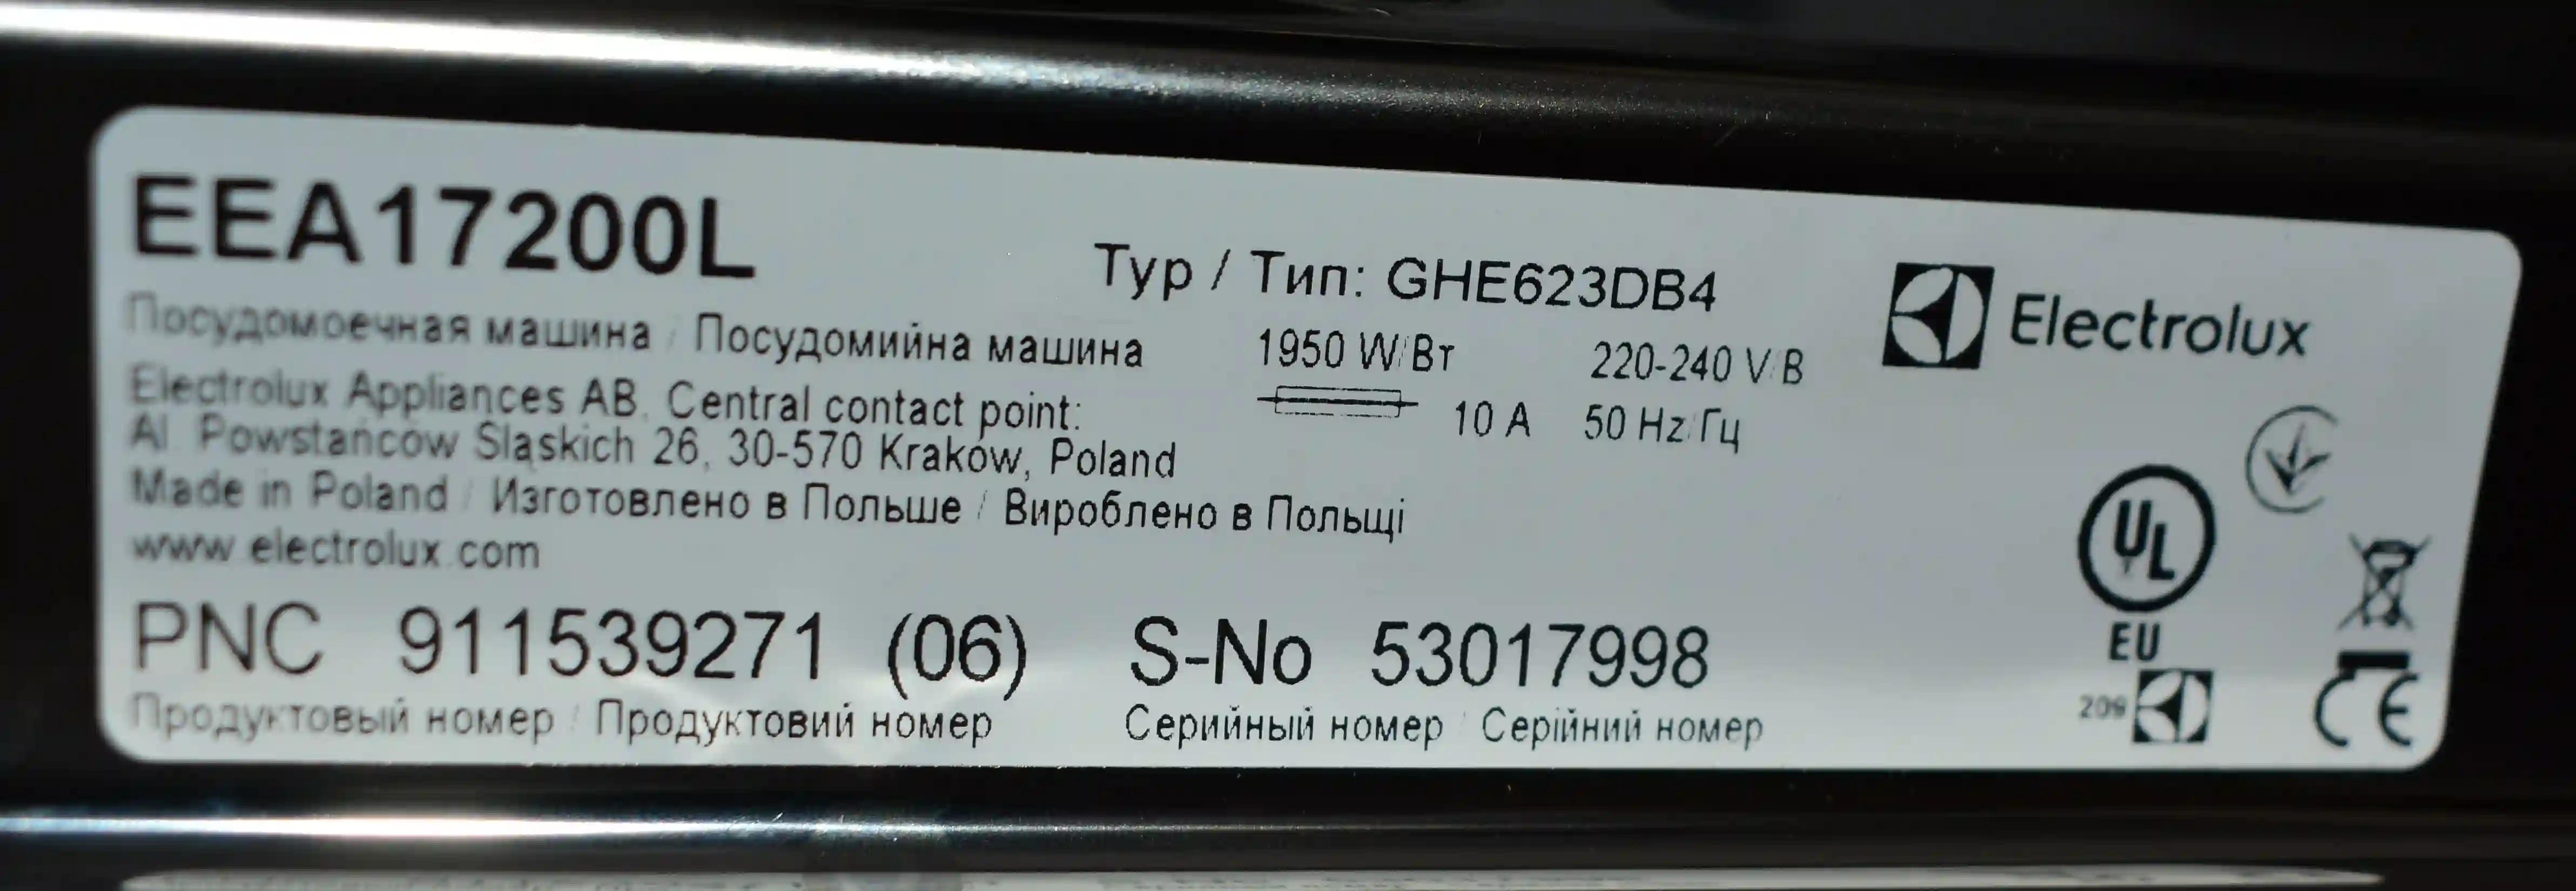 EEA17200L
Typ / Тип: GHE623DB4
Electrolux
Посудомоечная машина / Посудомийна машина
1950 W/Вт 220-240 V/В
Electrolux Appliances AB. Central contact point:
10 A 50 Hz/Гц
Al. Powstańców Śląskich 26, 30-570 Kraków, Poland
Made in Poland / Изготовлено в Польше / Вироблено в Польщі
www.electrolux.com
UL
EU
PNC 911539271 (06) S-No 53017998
Продуктовый номер / Продуктовий номер
Серийный номер / Серійний номер
209
CE